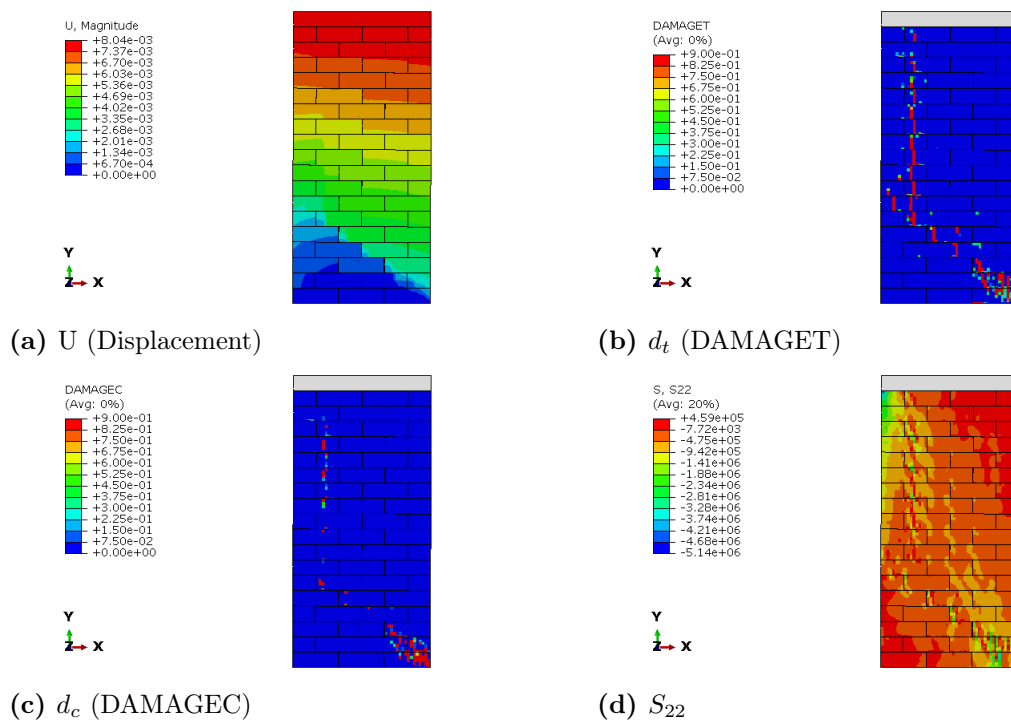 U, Magnitude
+8.04e-03
+7.37e-03
+6.70e-03
+6.03e-03
+5.36e-03
+4.69e-03
+4.02e-03
+3.35e-03
+2.68e-03
+2.01e-03
+1.34e-03
+6.70e-04
+0.00e+00
Y
Z X
(a) U (Displacement)
DAMAGET
(Avg: 0%)
+9.00e-01
+8.25e-01
+7.50e-01
+6.75e-01
+6.00e-01
+5.25e-01
+4.50e-01
+3.75e-01
+3.00e-01
+2.25e-01
+1.50e-01
+7.50e-02
+0.00e+00
Y
Z X
(b) d_t (DAMAGET)
DAMAGEC
(Avg: 0%)
+9.00e-01
+8.25e-01
+7.50e-01
+6.75e-01
+6.00e-01
+5.25e-01
+4.50e-01
+3.75e-01
+3.00e-01
+2.25e-01
+1.50e-01
+7.50e-02
+0.00e+00
Y
Z X
(c) d_c (DAMAGEC)
S, S22
(Avg: 20%)
+4.59e+05
-7.72e+03
-4.75e+05
-9.42e+05
-1.41e+06
-1.88e+06
-2.34e+06
-2.81e+06
-3.28e+06
-3.74e+06
-4.21e+06
-4.68e+06
-5.14e+06
Y
Z X
(d) S_22